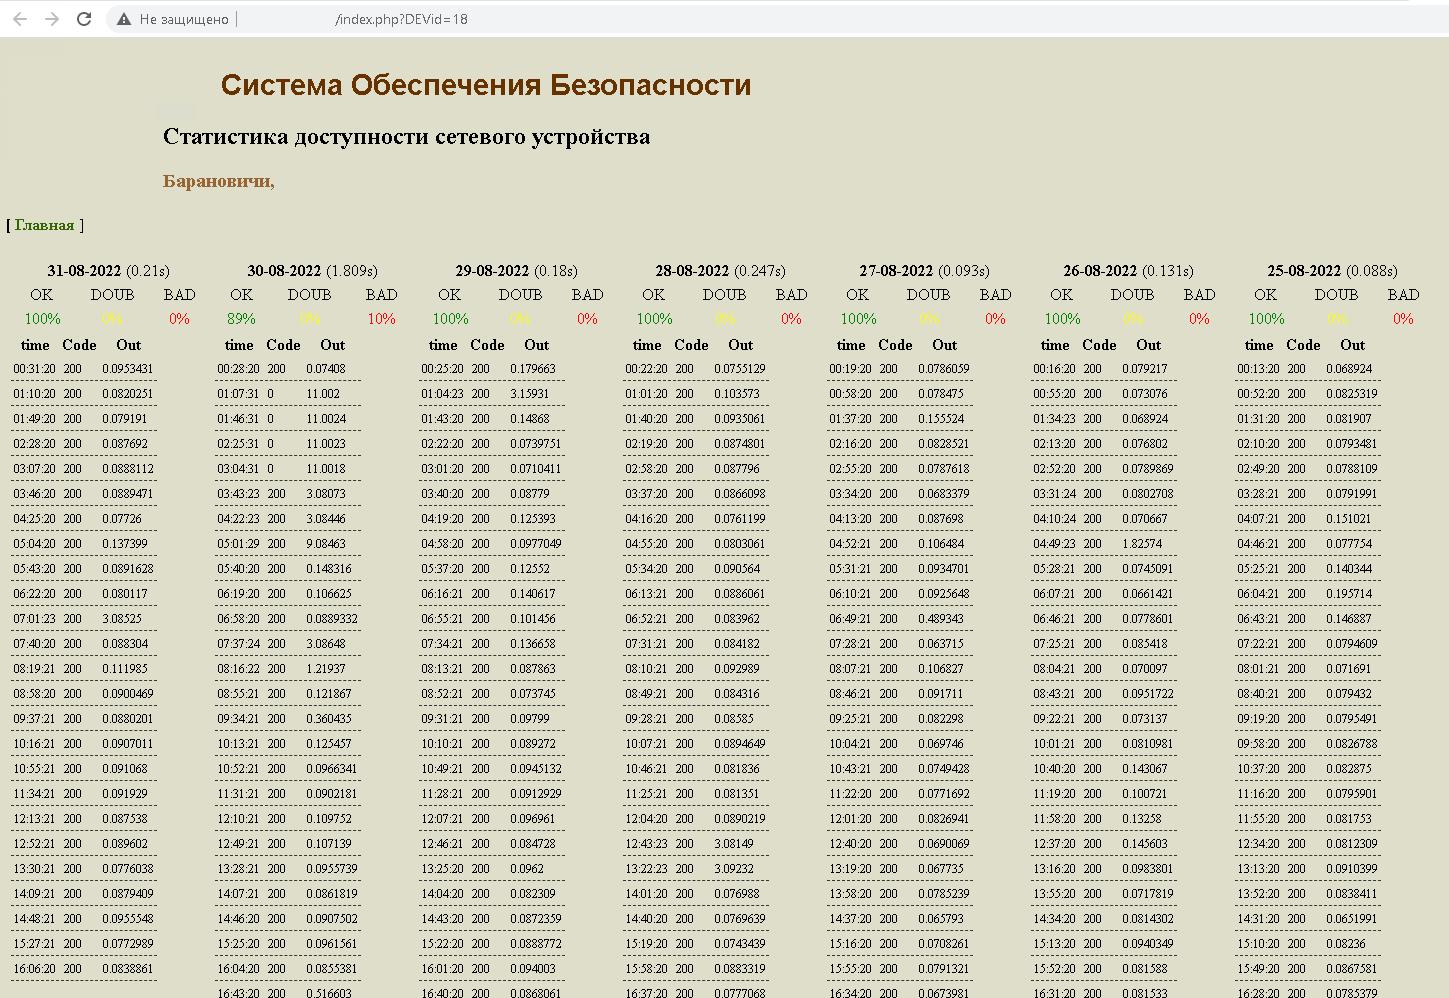 Не защищено | /index.php?DEVid=18
Система Обеспечения Безопасности
Статистика доступности сетевого устройства
Барановичи,
[ Главная ]
31-08-2022 (0.21s) 30-08-2022 (1.809s) 29-08-2022 (0.18s) 28-08-2022 (0.247s) 27-08-2022 (0.093s) 26-08-2022 (0.131s) 25-08-2022 (0.088s)
OK DOUB BAD OK DOUB BAD OK DOUB BAD OK DOUB BAD OK DOUB BAD OK DOUB BAD OK DOUB BAD
100% 0% 0% 89% 0% 10% 100% 0% 0% 100% 0% 0% 100% 0% 0% 100% 0% 0% 100% 0% 0%
time Code Out time Code Out time Code Out time Code Out time Code Out time Code Out time Code Out
00:31:20 200 0.0953431 00:28:20 200 0.07408 00:25:20 200 0.179663 00:22:20 200 0.0755129 00:19:20 200 0.0786059 00:16:20 200 0.079217 00:13:20 200 0.068924
01:10:20 200 0.0820251 01:07:31 0 11.002 01:04:23 200 3.15931 01:01:20 200 0.103573 00:58:20 200 0.078475 00:55:20 200 0.073076 00:52:20 200 0.0825319
01:49:20 200 0.079191 01:46:31 0 11.0024 01:43:20 200 0.14868 01:40:20 200 0.0935061 01:37:20 200 0.155524 01:34:23 200 0.068924 01:31:20 200 0.081907
02:28:20 200 0.087692 02:25:31 0 11.0023 02:22:20 200 0.0739751 02:19:20 200 0.0874801 02:16:20 200 0.0828521 02:13:20 200 0.076802 02:10:20 200 0.0793481
03:07:20 200 0.0888112 03:04:31 0 11.0018 03:01:20 200 0.0710411 02:58:20 200 0.087796 02:55:20 200 0.0787618 02:52:20 200 0.0789869 02:49:20 200 0.0788109
03:46:20 200 0.0889471 03:43:23 200 3.08073 03:40:20 200 0.08779 03:37:20 200 0.0866098 03:34:20 200 0.0683379 03:31:24 200 0.0802708 03:28:21 200 0.0791991
04:25:20 200 0.07726 04:22:23 200 3.08446 04:19:20 200 0.125393 04:16:20 200 0.0761199 04:13:20 200 0.087698 04:10:24 200 0.070667 04:07:21 200 0.151021
05:04:20 200 0.137399 05:01:29 200 9.08463 04:58:20 200 0.0977049 04:55:20 200 0.0803061 04:52:21 200 0.106484 04:49:23 200 1.82574 04:46:21 200 0.077754
05:43:20 200 0.0891628 05:40:20 200 0.148316 05:37:20 200 0.12552 05:34:20 200 0.090564 05:31:21 200 0.0934701 05:28:21 200 0.0745091 05:25:21 200 0.140344
06:22:20 200 0.080117 06:19:20 200 0.106625 06:16:21 200 0.140617 06:13:21 200 0.0886061 06:10:21 200 0.0925648 06:07:21 200 0.0661421 06:04:21 200 0.195714
07:01:23 200 3.08525 06:58:20 200 0.0889332 06:55:21 200 0.101456 06:52:21 200 0.083962 06:49:21 200 0.489343 06:46:21 200 0.0778601 06:43:21 200 0.146887
07:40:20 200 0.088304 07:37:24 200 3.08648 07:34:21 200 0.136658 07:31:21 200 0.084182 07:28:21 200 0.063715 07:25:21 200 0.085418 07:22:21 200 0.0794609
08:19:21 200 0.111985 08:16:22 200 1.21937 08:13:21 200 0.087863 08:10:21 200 0.092989 08:07:21 200 0.106827 08:04:21 200 0.070097 08:01:21 200 0.071691
08:58:20 200 0.0900469 08:55:21 200 0.121867 08:52:21 200 0.073745 08:49:21 200 0.084316 08:46:21 200 0.091711 08:43:21 200 0.0951722 08:40:21 200 0.079432
09:37:21 200 0.0880201 09:34:21 200 0.360435 09:31:21 200 0.09799 09:28:21 200 0.08585 09:25:21 200 0.082298 09:22:21 200 0.073137 09:19:20 200 0.0795491
10:16:21 200 0.0907011 10:13:21 200 0.125457 10:10:21 200 0.089272 10:07:21 200 0.0894649 10:04:21 200 0.069746 10:01:21 200 0.0810981 09:58:20 200 0.0826788
10:55:21 200 0.091068 10:52:21 200 0.0966341 10:49:21 200 0.0945132 10:46:21 200 0.081836 10:43:21 200 0.0749428 10:40:20 200 0.143067 10:37:20 200 0.082875
11:34:21 200 0.091929 11:31:21 200 0.0902181 11:28:21 200 0.0912929 11:25:21 200 0.081351 11:22:20 200 0.0771692 11:19:20 200 0.100721 11:16:20 200 0.0795901
12:13:21 200 0.087538 12:10:21 200 0.109752 12:07:21 200 0.096961 12:04:20 200 0.0890219 12:01:20 200 0.0826941 11:58:20 200 0.13258 11:55:20 200 0.081753
12:52:21 200 0.089602 12:49:21 200 0.107139 12:46:21 200 0.084728 12:43:23 200 3.08149 12:40:20 200 0.0690069 12:37:20 200 0.145603 12:34:20 200 0.0812309
13:30:21 200 0.0776038 13:28:21 200 0.0955739 13:25:20 200 0.0962 13:22:23 200 3.09232 13:19:20 200 0.067735 13:16:20 200 0.0983801 13:13:20 200 0.0910399
14:09:21 200 0.0879409 14:07:21 200 0.0861819 14:04:20 200 0.082309 14:01:20 200 0.076988 13:58:20 200 0.0785239 13:55:20 200 0.0717819 13:52:20 200 0.0838411
14:48:21 200 0.0955548 14:46:20 200 0.0907502 14:43:20 200 0.0872359 14:40:20 200 0.0769639 14:37:20 200 0.065793 14:34:20 200 0.0814302 14:31:20 200 0.0651991
15:27:21 200 0.0772989 15:25:20 200 0.0961561 15:22:20 200 0.0888772 15:19:20 200 0.0743439 15:16:20 200 0.0708261 15:13:20 200 0.0940349 15:10:20 200 0.08236
16:06:20 200 0.0838861 16:04:20 200 0.0855381 16:01:20 200 0.094003 15:58:20 200 0.0883319 15:55:20 200 0.0791321 15:52:20 200 0.081588 15:49:20 200 0.0867581
16:43:20 200 0.516603 16:40:20 200 0.0868061 16:37:20 200 0.0777068 16:34:20 200 0.0673981 16:31:20 200 0.081533 16:28:20 200 0.0785379